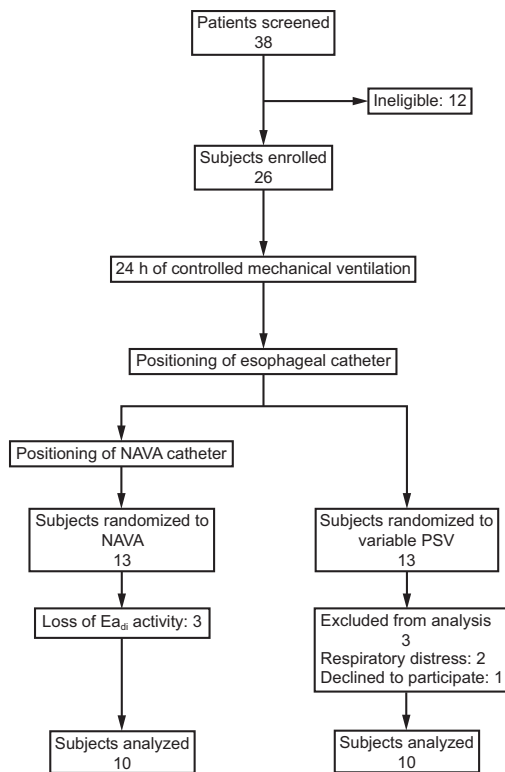 Patients screened
38
Ineligible: 12
Subjects enrolled
26
24 h of controlled mechanical ventilation
Positioning of esophageal catheter
Positioning of NAVA catheter
Subjects randomized to
NAVA
13
Subjects randomized to
variable PSV
13
Loss of Eadi activity: 3
Excluded from analysis
3
Respiratory distress: 2
Declined to participate: 1
Subjects analyzed
10
Subjects analyzed
10